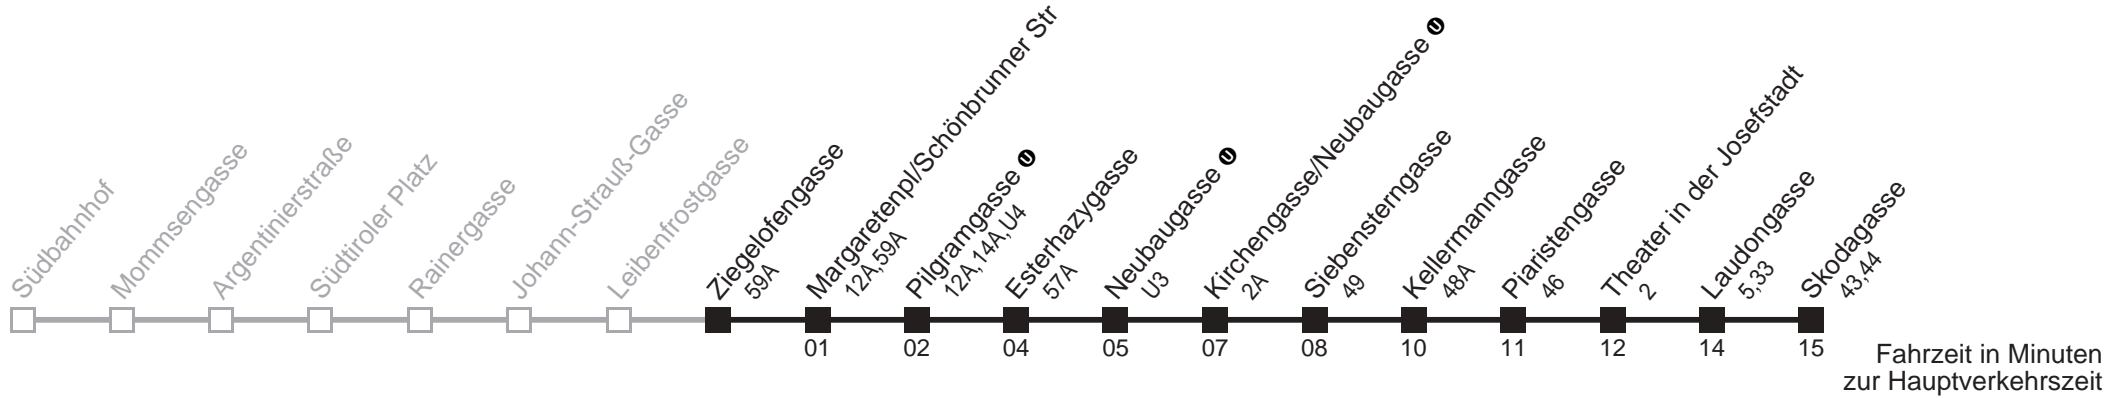 Südbahnhof
Mommsengasse
Argentinierstraße
Südtiroler Platz
Rainergasse
Johann-Strauß-Gasse
Leibenfrostgasse
Ziegelofengasse
59A
Margaretenpl/Schönbrunner Str
12A,59A
01
Pilgramgasse U
12A,14A,U4
02
Esterhazygasse
57A
04
Neubaugasse U
U3
05
Kirchengasse/Neubaugasse U
2A
07
Siebensterngasse
49
08
Kellermanngasse
48A
10
Piaristengasse
46
11
Theater in der Josefstadt
2
12
Laudongasse
5,33
14
Skodagasse
43,44
15
Fahrzeit in Minuten
zur Hauptverkehrszeit